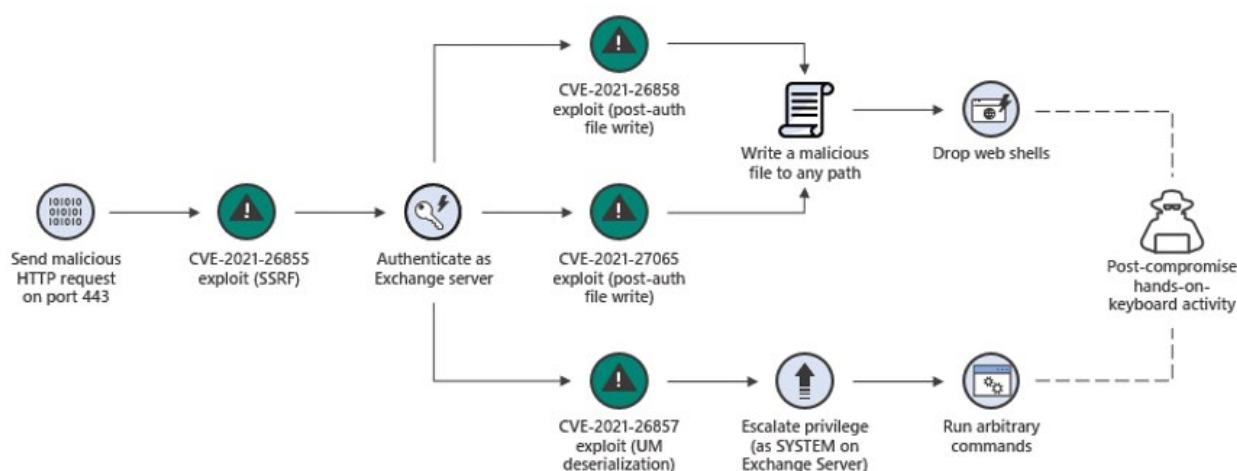 CVE-2021-26858
exploit (post-auth
file write)
Write a malicious
file to any path
Drop web shells
101010
010101
101010
Send malicious
HTTP request
on port 443
CVE-2021-26855
exploit (SSRF)
Authenticate as
Exchange server
CVE-2021-27065
exploit (post-auth
file write)
Post-compromise
hands-on-
keyboard activity
CVE-2021-26857
exploit (UM
deserialization)
Escalate privilege
(as SYSTEM on
Exchange Server)
Run arbitrary
commands